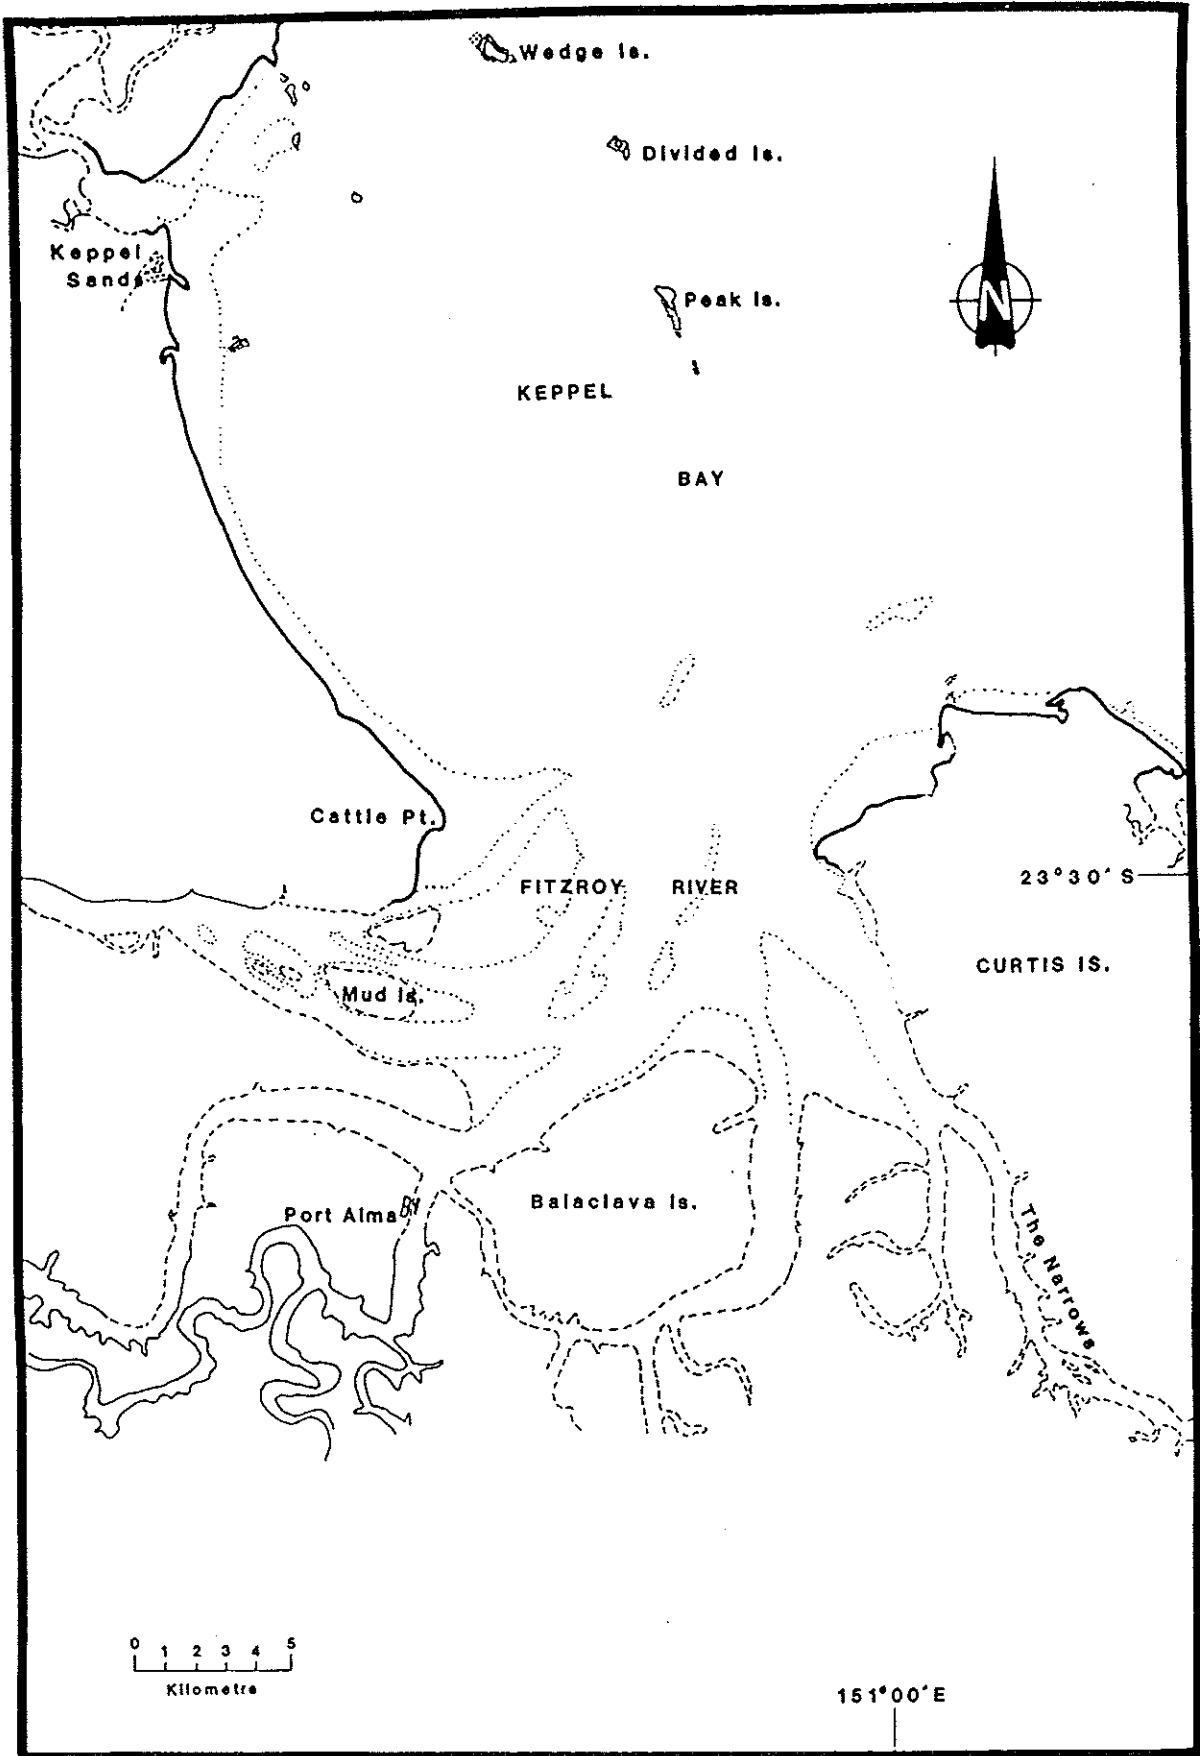 Wedge Is.
Divided Is.
Keppel
Sands
Peak Is.
N
KEPPEL
BAY
Cattle Pt.
FITZROY RIVER
23°30'S
CURTIS IS.
Mud Is.
Balaclava Is.
Port Alma
The Narrows
0 1 2 3 4 5
Kilometre
151°00'E